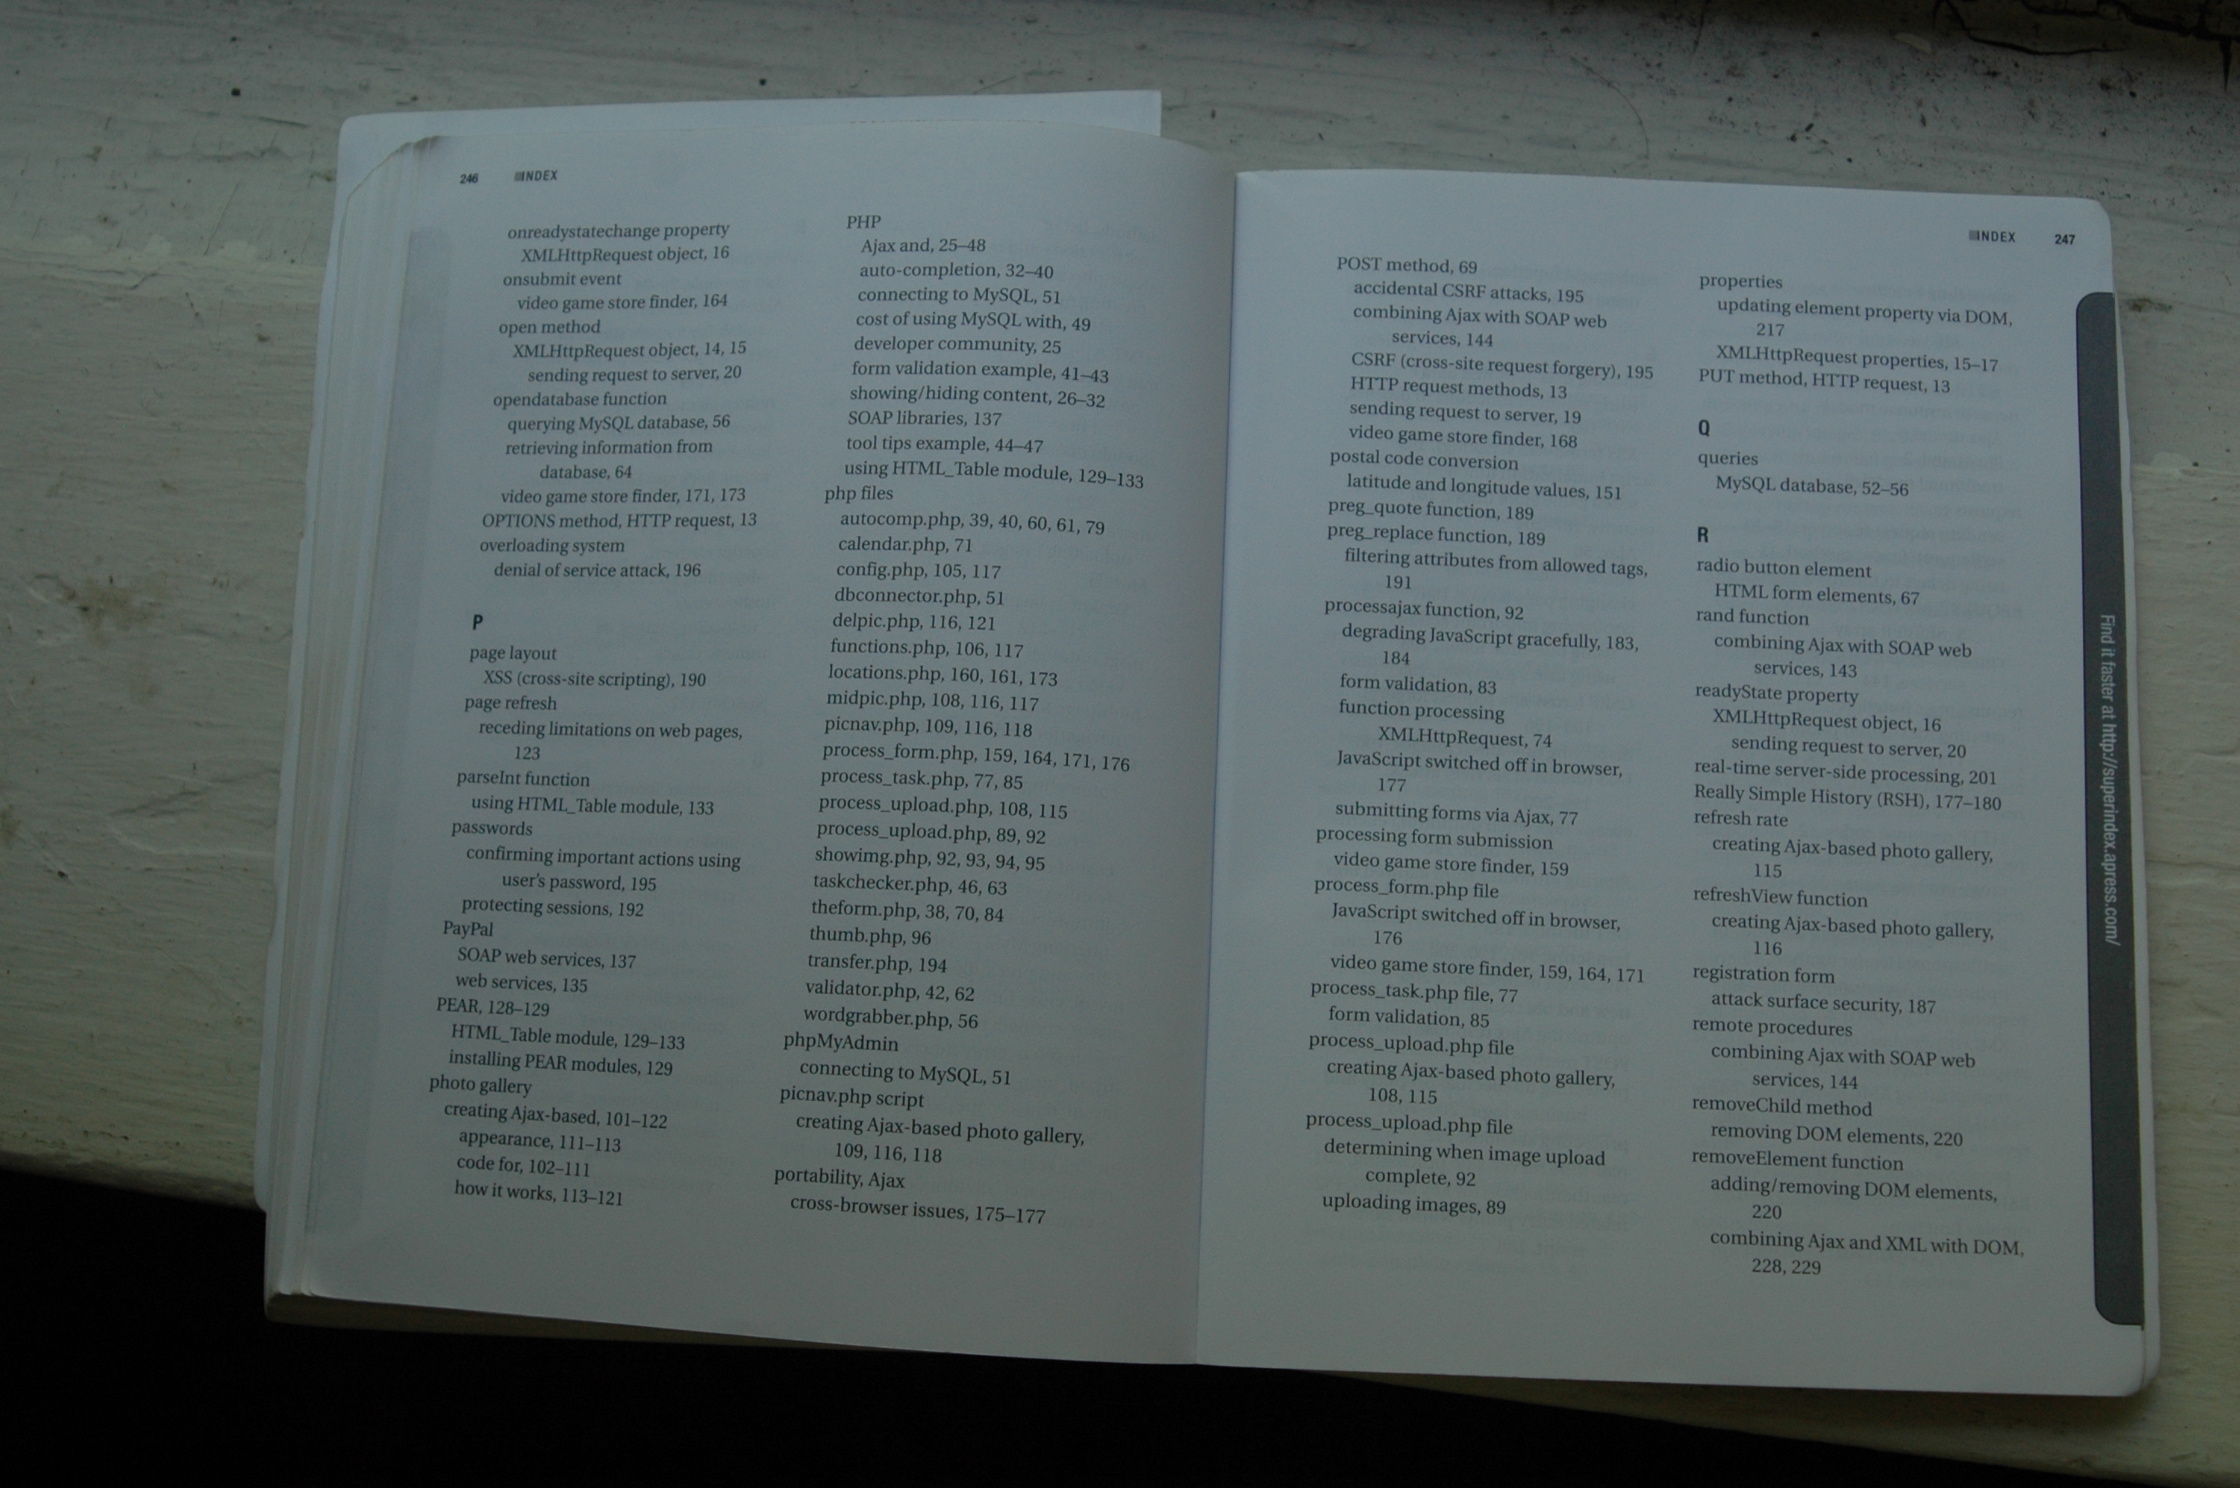 246 INDEX
onreadystatechange property
XMLHttpRequest object, 16
onsubmit event
video game store finder, 164
open method
XMLHttpRequest object, 14, 15
sending request to server, 20
opendatabase function
querying MySQL database, 56
retrieving information from
database, 64
video game store finder, 171, 173
OPTIONS method, HTTP request, 13
overloading system
denial of service attack, 196
P
page layout
XSS (cross-site scripting), 190
page refresh
receding limitations on web pages,
123
parseInt function
using HTML_Table module, 133
passwords
confirming important actions using
user's password, 195
protecting sessions, 192
PayPal
SOAP web services, 137
web services, 135
PEAR, 128–129
HTML_Table module, 129–133
installing PEAR modules, 129
photo gallery
creating Ajax-based, 101–122
appearance, 111–113
code for, 102–111
how it works, 113–121
PHP
Ajax and, 25–48
auto-completion, 32–40
connecting to MySQL, 51
cost of using MySQL with, 49
developer community, 25
form validation example, 41–43
showing/hiding content, 26–32
SOAP libraries, 137
tool tips example, 44–47
using HTML_Table module, 129–133
php files
autocomp.php, 39, 40, 60, 61, 79
calendar.php, 71
config.php, 105, 117
dbconnector.php, 51
delpic.php, 116, 121
functions.php, 106, 117
locations.php, 160, 161, 173
midpic.php, 108, 116, 117
picnav.php, 109, 116, 118
process_form.php, 159, 164, 171, 176
process_task.php, 77, 85
process_upload.php, 108, 115
process_upload.php, 89, 92
showimg.php, 92, 93, 94, 95
taskchecker.php, 46, 63
theform.php, 38, 70, 84
thumb.php, 96
transfer.php, 194
validator.php, 42, 62
wordgrabber.php, 56
phpMyAdmin
connecting to MySQL, 51
picnav.php script
creating Ajax-based photo gallery,
109, 116, 118
portability, Ajax
cross-browser issues, 175–177
INDEX 247
POST method, 69
accidental CSRF attacks, 195
combining Ajax with SOAP web
services, 144
CSRF (cross-site request forgery), 195
HTTP request methods, 13
sending request to server, 19
video game store finder, 168
postal code conversion
latitude and longitude values, 151
preg_quote function, 189
preg_replace function, 189
filtering attributes from allowed tags,
191
processajax function, 92
degrading JavaScript gracefully, 183,
184
form validation, 83
function processing
XMLHttpRequest, 74
JavaScript switched off in browser,
177
submitting forms via Ajax, 77
processing form submission
video game store finder, 159
process_form.php file
JavaScript switched off in browser,
176
video game store finder, 159, 164, 171
process_task.php file, 77
form validation, 85
process_upload.php file
creating Ajax-based photo gallery,
108, 115
process_upload.php file
determining when image upload
complete, 92
uploading images, 89
properties
updating element property via DOM,
217
XMLHttpRequest properties, 15–17
PUT method, HTTP request, 13
Q
queries
MySQL database, 52–56
R
radio button element
HTML form elements, 67
rand function
combining Ajax with SOAP web
services, 143
readyState property
XMLHttpRequest object, 16
sending request to server, 20
real-time server-side processing, 201
Really Simple History (RSH), 177–180
refresh rate
creating Ajax-based photo gallery,
115
refreshView function
creating Ajax-based photo gallery,
116
registration form
attack surface security, 187
remote procedures
combining Ajax with SOAP web
services, 144
removeChild method
removing DOM elements, 220
removeElement function
adding/removing DOM elements,
220
combining Ajax and XML with DOM,
228, 229
Find it faster at http://superindex.apress.com/